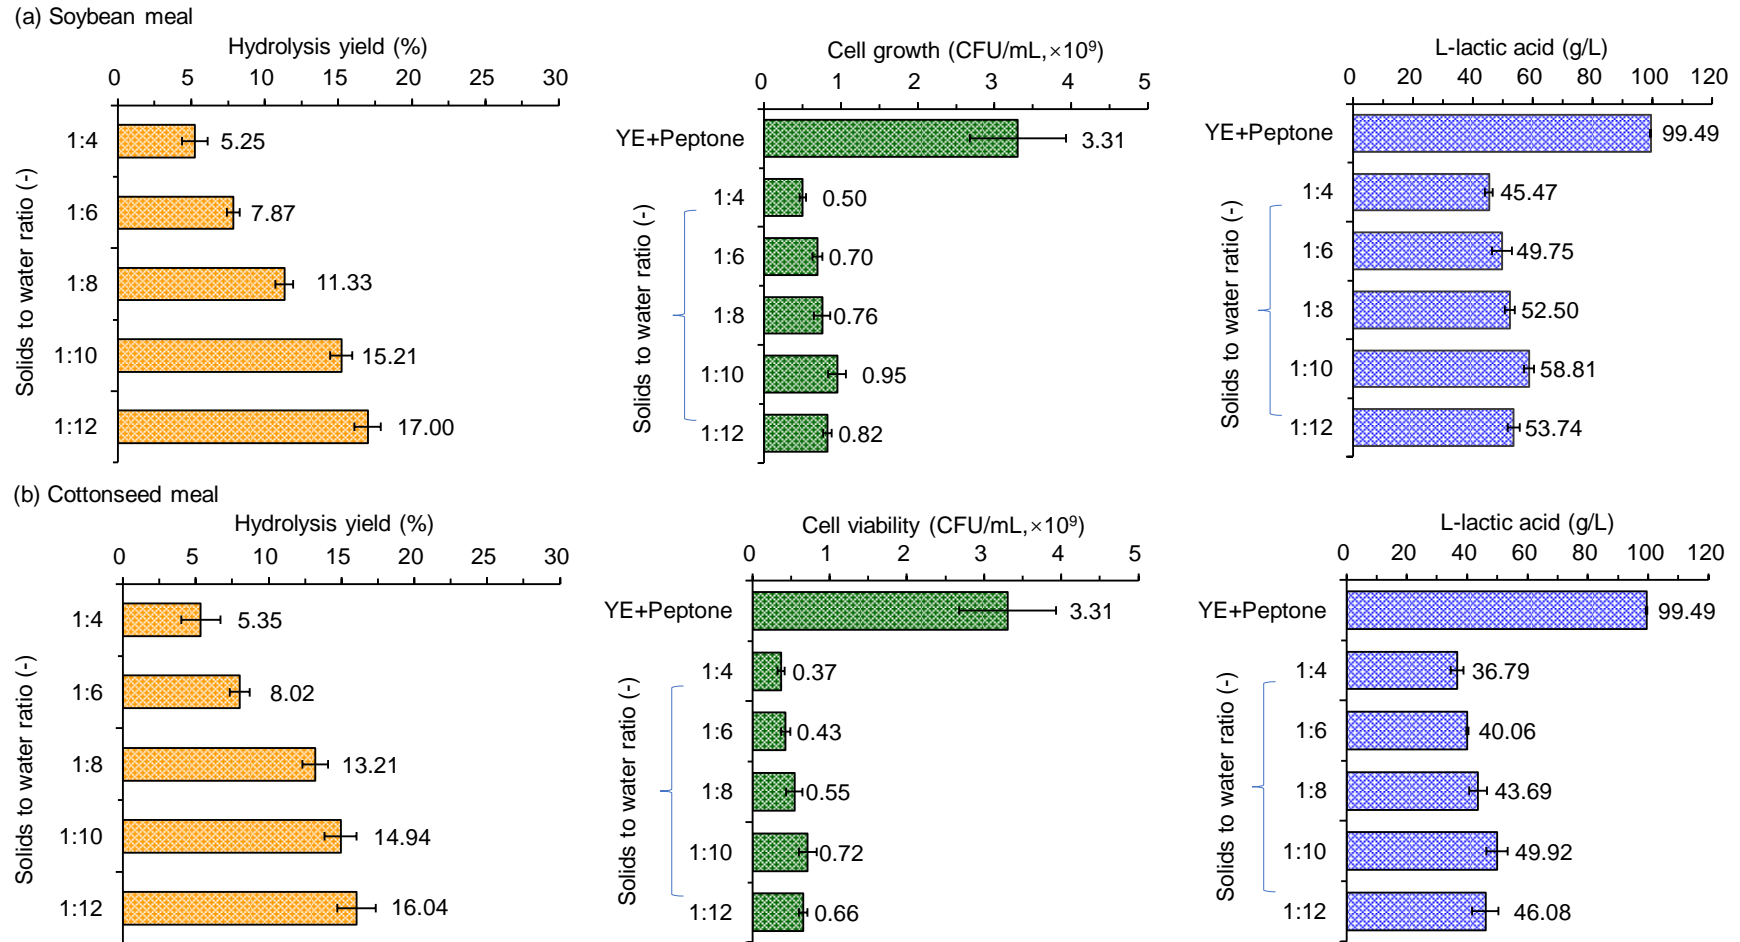 (a) Soybean meal
Hydrolysis yield (%)
0 5 10 15 20 25 30
Solids to water ratio (-)
1:4 5.25
1:6 7.87
1:8 11.33
1:10 15.21
1:12 17.00
Cell growth (CFU/mL,×10⁹)
0 1 2 3 4 5
YE+Peptone 3.31
Solids to water ratio (-)
1:4 0.50
1:6 0.70
1:8 0.76
1:10 0.95
1:12 0.82
L-lactic acid (g/L)
0 20 40 60 80 100 120
YE+Peptone 99.49
Solids to water ratio (-)
1:4 45.47
1:6 49.75
1:8 52.50
1:10 58.81
1:12 53.74
(b) Cottonseed meal
Hydrolysis yield (%)
0 5 10 15 20 25 30
Solids to water ratio (-)
1:4 5.35
1:6 8.02
1:8 13.21
1:10 14.94
1:12 16.04
Cell viability (CFU/mL,×10⁹)
0 1 2 3 4 5
YE+Peptone 3.31
Solids to water ratio (-)
1:4 0.37
1:6 0.43
1:8 0.55
1:10 0.72
1:12 0.66
L-lactic acid (g/L)
0 20 40 60 80 100 120
YE+Peptone 99.49
Solids to water ratio (-)
1:4 36.79
1:6 40.06
1:8 43.69
1:10 49.92
1:12 46.08